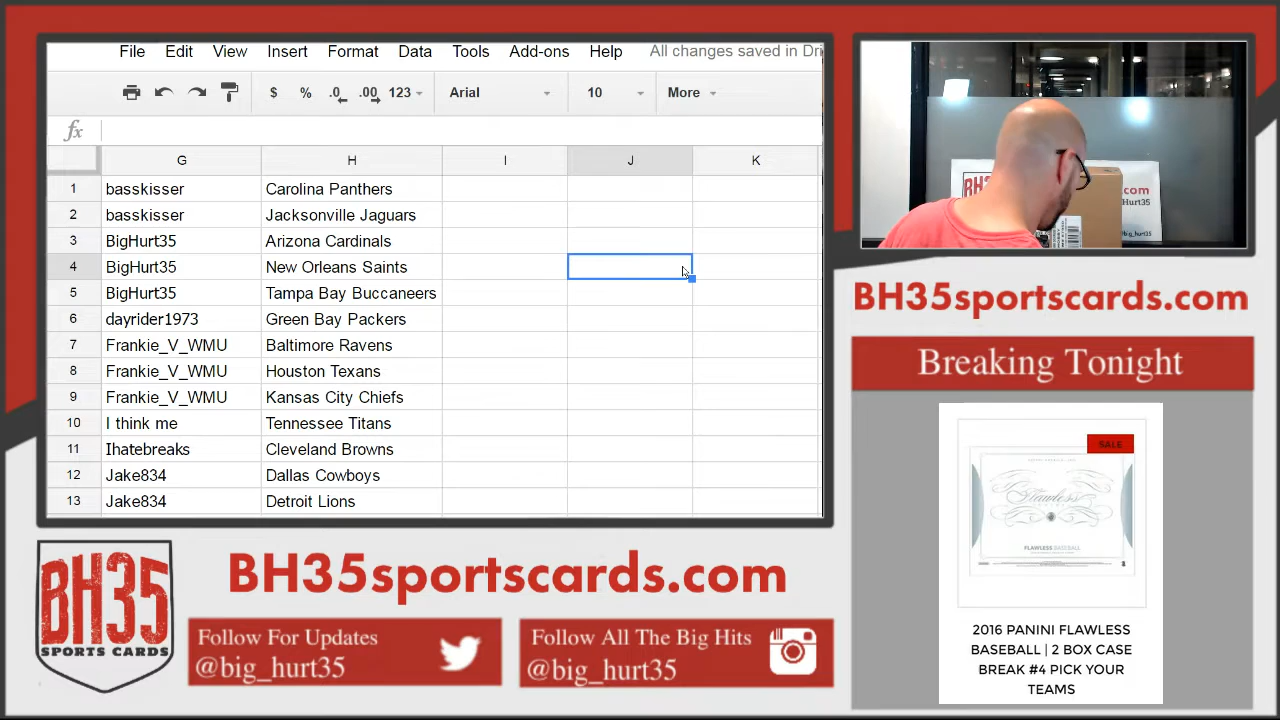 File Edit View Insert Format Data Tools Add-ons Help All changes saved in Dri
$ % .0 .00 123 Arial 10 More
fx
G H I J K
1 basskisser Carolina Panthers
2 basskisser Jacksonville Jaguars
3 BigHurt35 Arizona Cardinals
4 BigHurt35 New Orleans Saints
5 BigHurt35 Tampa Bay Buccaneers
6 dayrider1973 Green Bay Packers
7 Frankie_V_WMU Baltimore Ravens
8 Frankie_V_WMU Houston Texans
9 Frankie_V_WMU Kansas City Chiefs
10 I think me Tennessee Titans
11 Ihatebreaks Cleveland Browns
12 Jake834 Dallas Cowboys
13 Jake834 Detroit Lions
BH35sportscards.com
Breaking Tonight
SALE
Flawless
FLAWLESS BASEBALL
2016 PANINI FLAWLESS
BASEBALL | 2 BOX CASE
BREAK #4 PICK YOUR
TEAMS
BH35
SPORTS CARDS
BH35sportscards.com
Follow For Updates
@big_hurt35
Follow All The Big Hits
@big_hurt35